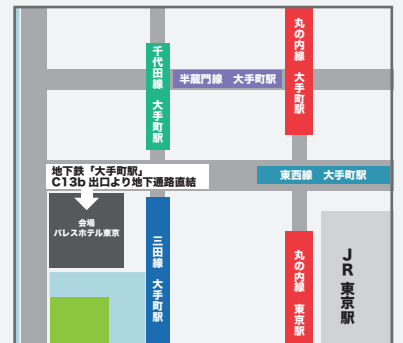 丸の内線 大手町駅
千代田線 大手町駅
半蔵門線 大手町駅
地下鉄「大手町駅」
C13b 出口より地下通路直結
東西線 大手町駅
会場
パレスホテル東京
三田線 大手町駅
丸の内線 東京駅
JR 東京駅